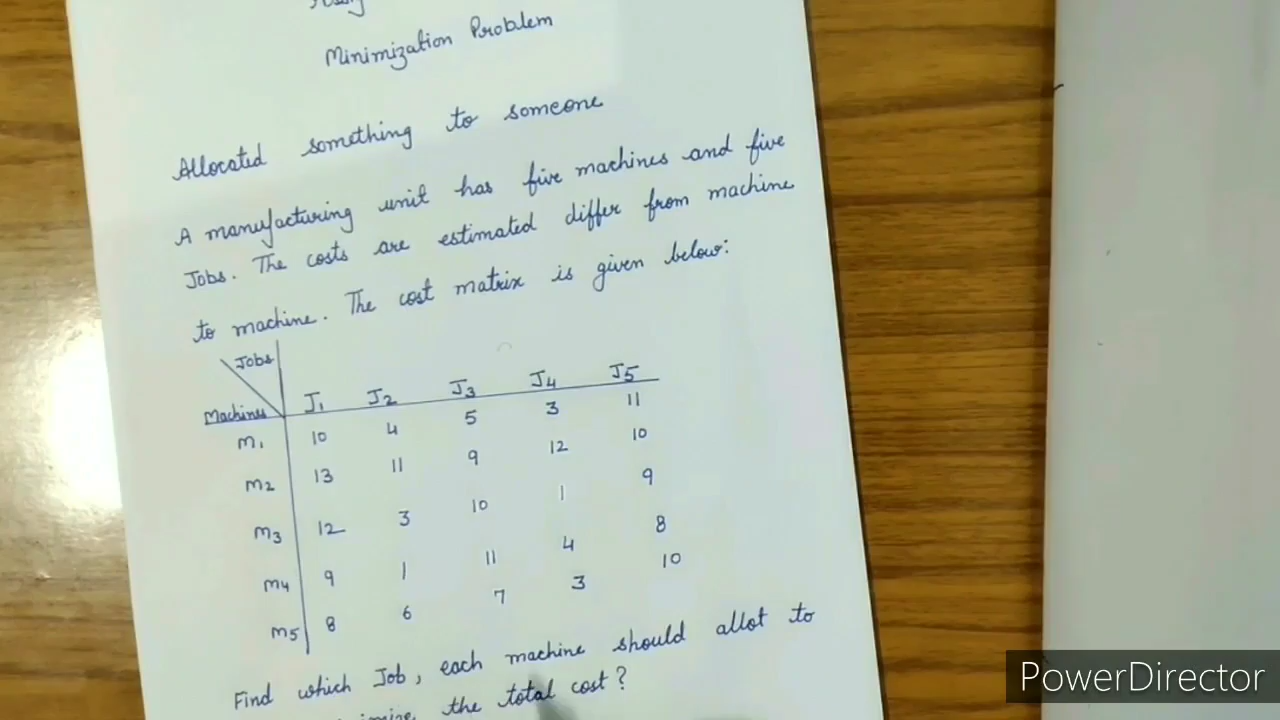 Minimization Problem
Allocated something to someone
A manufacturing unit has five machines and five
Jobs. The costs are estimated differ from machine
to machine. The cost matrix is given below:
Jobs
Machines J1 J2 J3 J4 J5
M1 10 4 5 3 11
M2 13 11 9 12 10
M3 12 3 10 1 9
M4 9 1 11 4 8
M5 8 6 7 3 10
Find which Job, each machine should allot to
the total cost?
PowerDirector